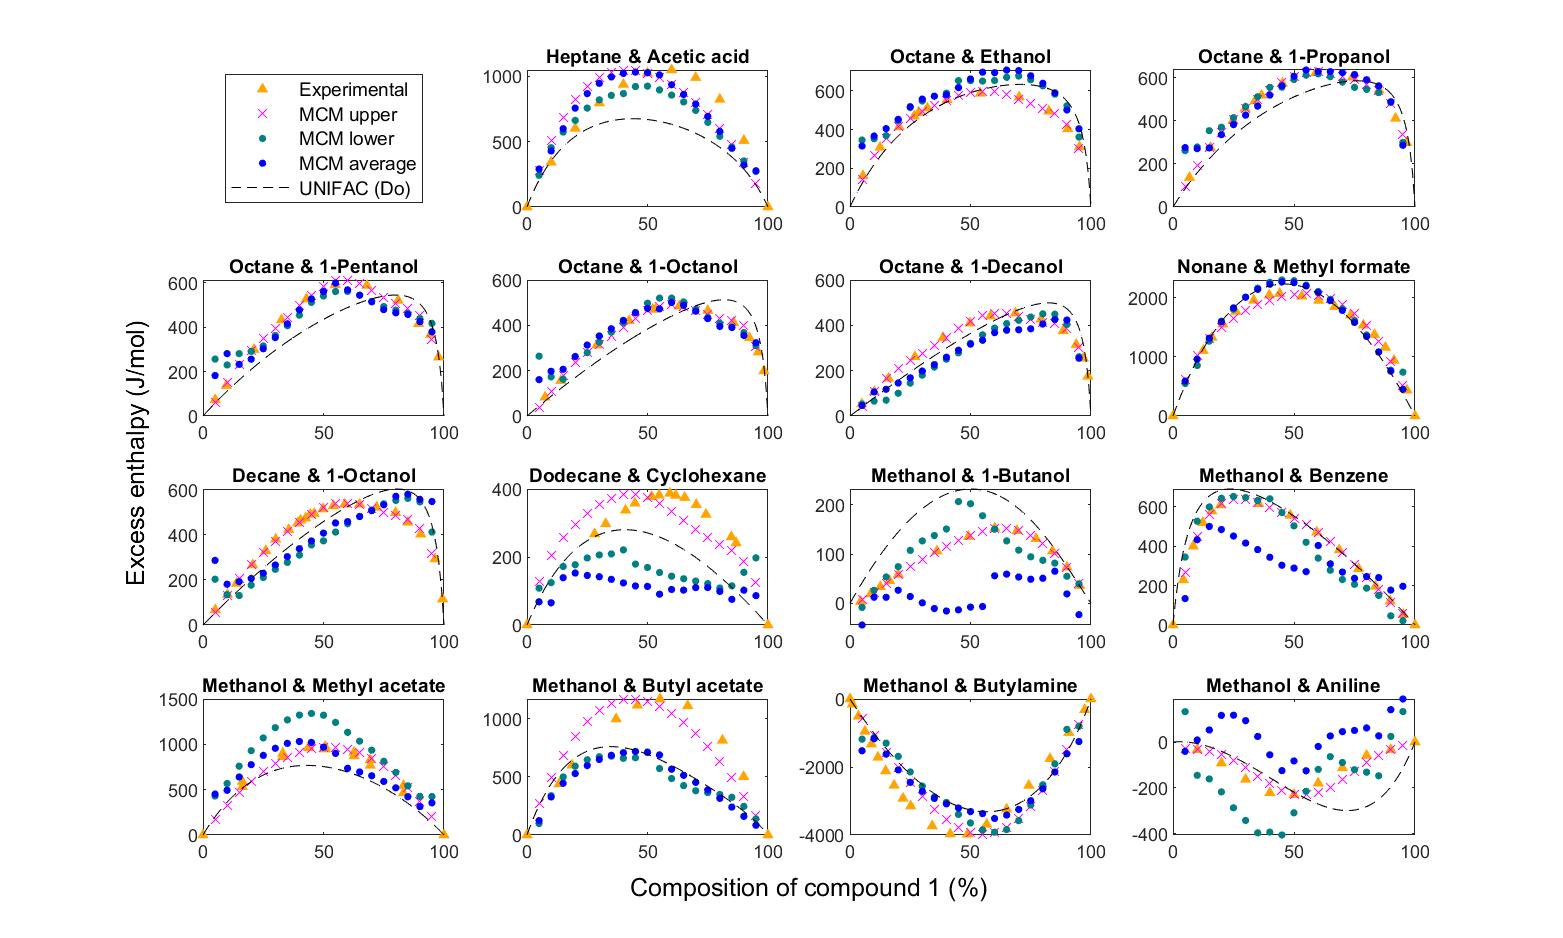 Experimental
MCM upper
MCM lower
MCM average
UNIFAC (Do)
Heptane & Acetic acid
1000
500
0
0 50 100
Octane & Ethanol
600
400
200
0
0 50 100
Octane & 1-Propanol
600
400
200
0
0 50 100
Octane & 1-Pentanol
600
400
200
0
0 50 100
Octane & 1-Octanol
600
400
200
0
0 50 100
Octane & 1-Decanol
600
400
200
0
0 50 100
Nonane & Methyl formate
2000
1000
0
0 50 100
Decane & 1-Octanol
600
400
200
0
0 50 100
Dodecane & Cyclohexane
400
200
0
0 50 100
Methanol & 1-Butanol
200
100
0
0 50 100
Methanol & Benzene
600
400
200
0
0 50 100
Methanol & Methyl acetate
1500
1000
500
0
0 50 100
Methanol & Butyl acetate
1000
500
0
0 50 100
Methanol & Butylamine
0
-2000
-4000
0 50 100
Methanol & Aniline
0
-200
-400
0 50 100
Excess enthalpy (J/mol)
Composition of compound 1 (%)